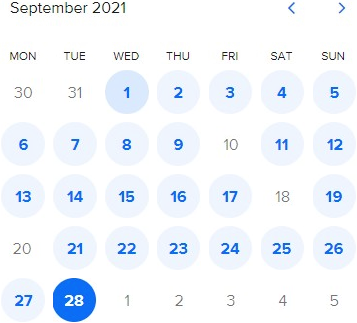 September 2021
MON TUE WED THU FRI SAT SUN
30 31 1 2 3 4 5
6 7 8 9 10 11 12
13 14 15 16 17 18 19
20 21 22 23 24 25 26
27 28 1 2 3 4 5